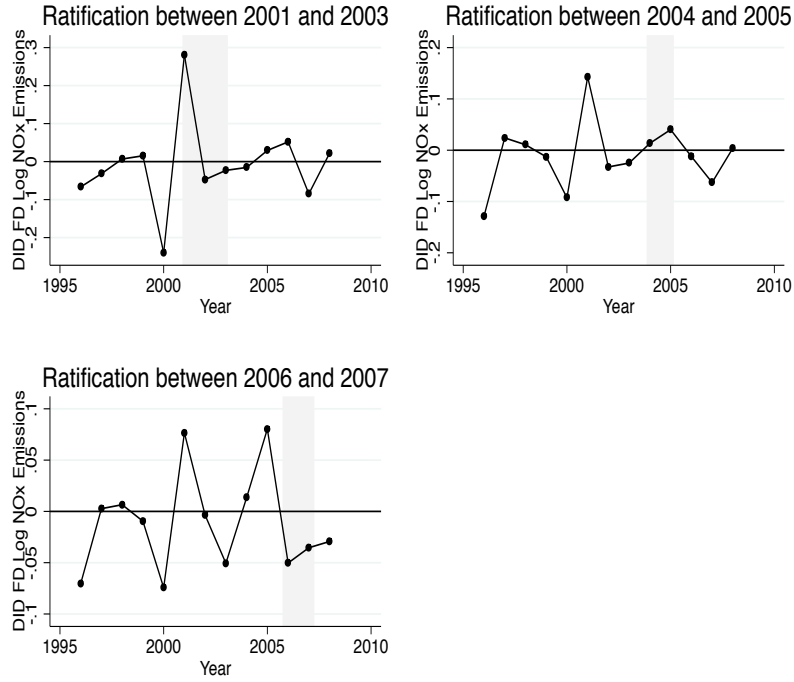 Ratification between 2001 and 2003
DID FD Log NOx Emissions
.3
.2
.1
0
-.1
-.2
1995 2000 2005 2010
Year
Ratification between 2004 and 2005
DID FD Log NOx Emissions
.2
.1
0
-.1
-.2
1995 2000 2005 2010
Year
Ratification between 2006 and 2007
DID FD Log NOx Emissions
.1
.05
0
-.05
-.1
1995 2000 2005 2010
Year